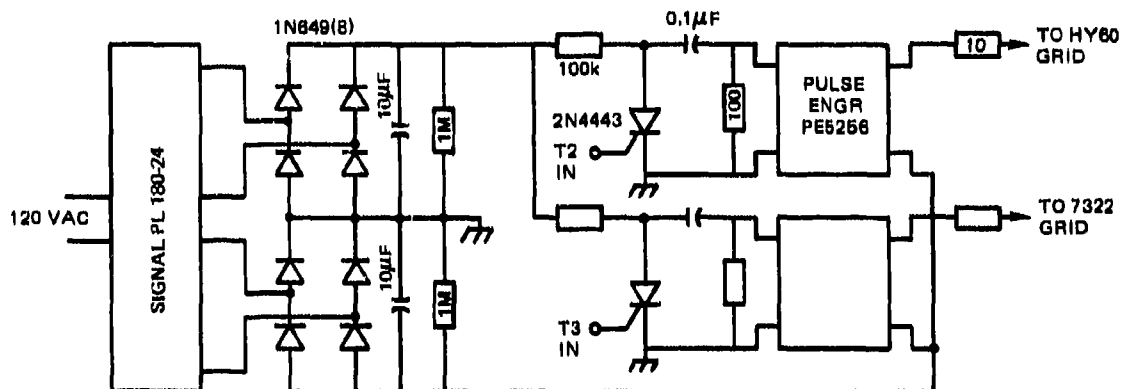 1N649(8)
0.1µF
TO HY60
GRID
10
100k
10µF
1M
100
PULSE
ENGR
PE5256
2N4443
T2
IN
120 VAC
SIGNAL PL 180-24
TO 7322
GRID
10µF
1M
T3
IN